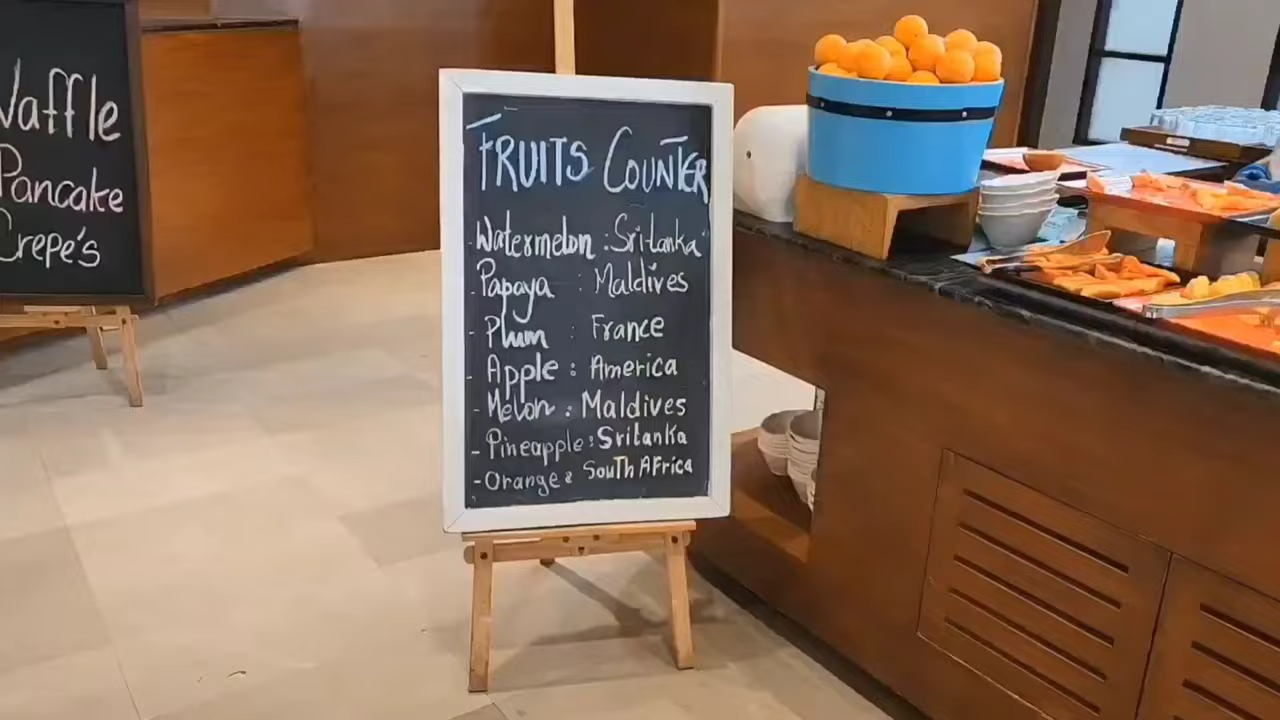 Waffle
Pancake
Crepe's
FRUITS COUNTER
Watermelon : Srilanka
- Papaya : Maldives
- Plum : France
- Apple : America
- Melon : Maldives
- Pineapple : Srilanka
- Orange : South Africa